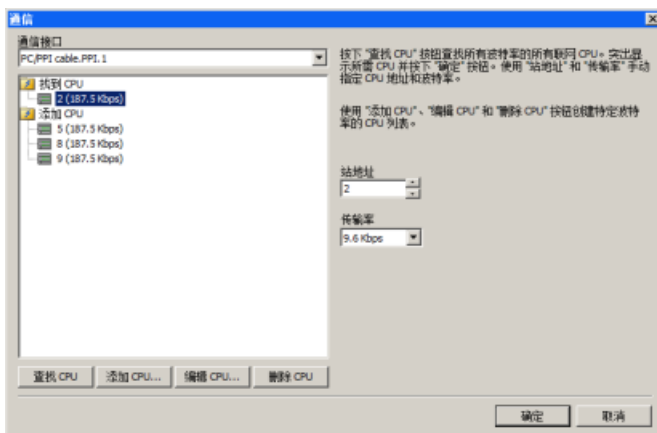 通信
通信接口
PC/PPI cable.PPI.1
找到 CPU
2 (187.5 Kbps)
添加 CPU
5 (187.5 Kbps)
8 (187.5 Kbps)
9 (187.5 Kbps)
查找 CPU
添加 CPU...
编辑 CPU...
删除 CPU
按下 "查找 CPU" 按钮查找所有波特率的所有联网 CPU。突出显
示所需 CPU 并按下 "确定" 按钮。使用 "站地址" 和 "传输率" 手动
指定 CPU 地址和波特率。
使用 "添加 CPU"、"编辑 CPU" 和 "删除 CPU" 按钮创建特定波特
率的 CPU 列表。
站地址
2
传输率
9.6 Kbps
确定
取消